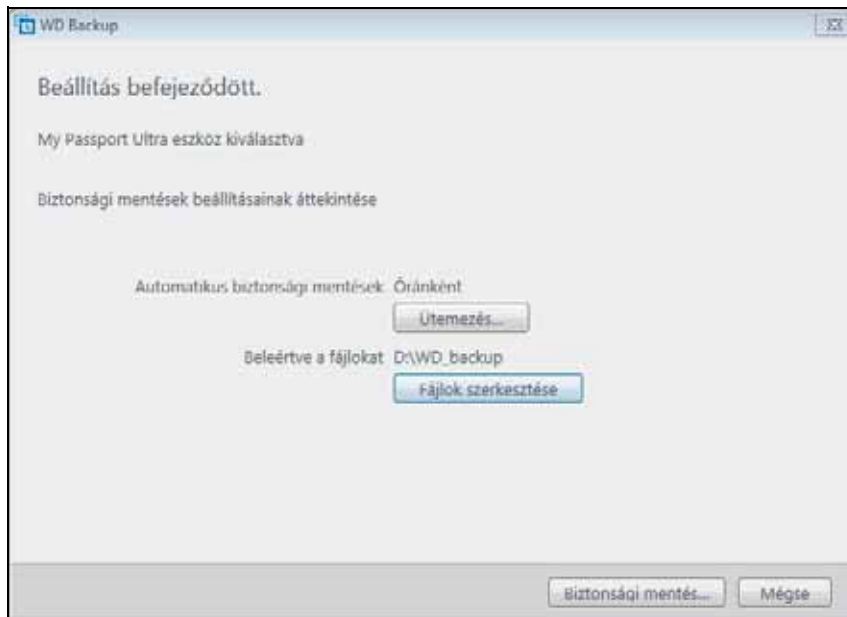 WD Backup
Beállítás befejeződött.
My Passport Ultra eszköz kiválasztva
Biztonsági mentések beállításainak áttekintése
Automatikus biztonsági mentések Óránként
Ütemezés...
Beleértve a fájlokat D:\WD_backup
Fájlok szerkesztése
Biztonsági mentés... Mégse